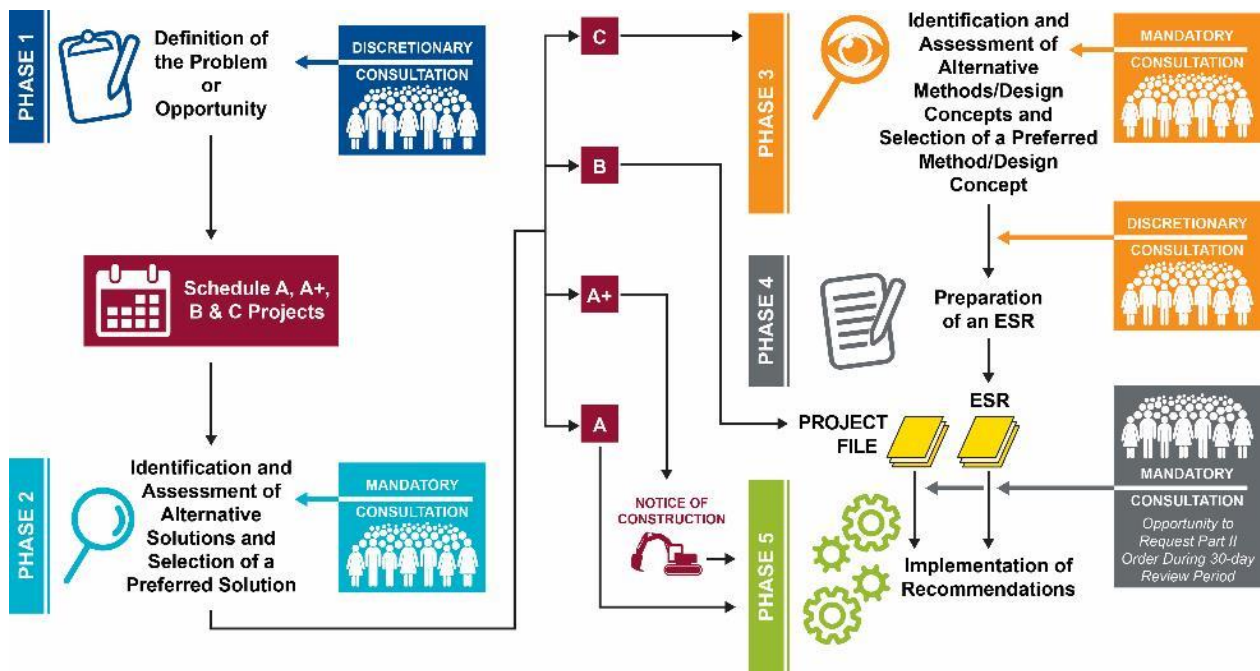 PHASE 1
Definition of
the Problem
or
Opportunity
DISCRETIONARY
CONSULTATION
Schedule A, A+,
B & C Projects
PHASE 2
Identification and
Assessment of
Alternative
Solutions and
Selection of a
Preferred Solution
MANDATORY
CONSULTATION
C
B
A+
A
NOTICE OF
CONSTRUCTION
PHASE 3
Identification and
Assessment of
Alternative
Methods/Design
Concepts and
Selection of a Preferred
Method/Design
Concept
MANDATORY
CONSULTATION
DISCRETIONARY
CONSULTATION
PHASE 4
Preparation
of an ESR
ESR
PROJECT
FILE
MANDATORY
CONSULTATION
Opportunity to
Request Part II
Order During 30-day
Review Period
PHASE 5
Implementation of
Recommendations